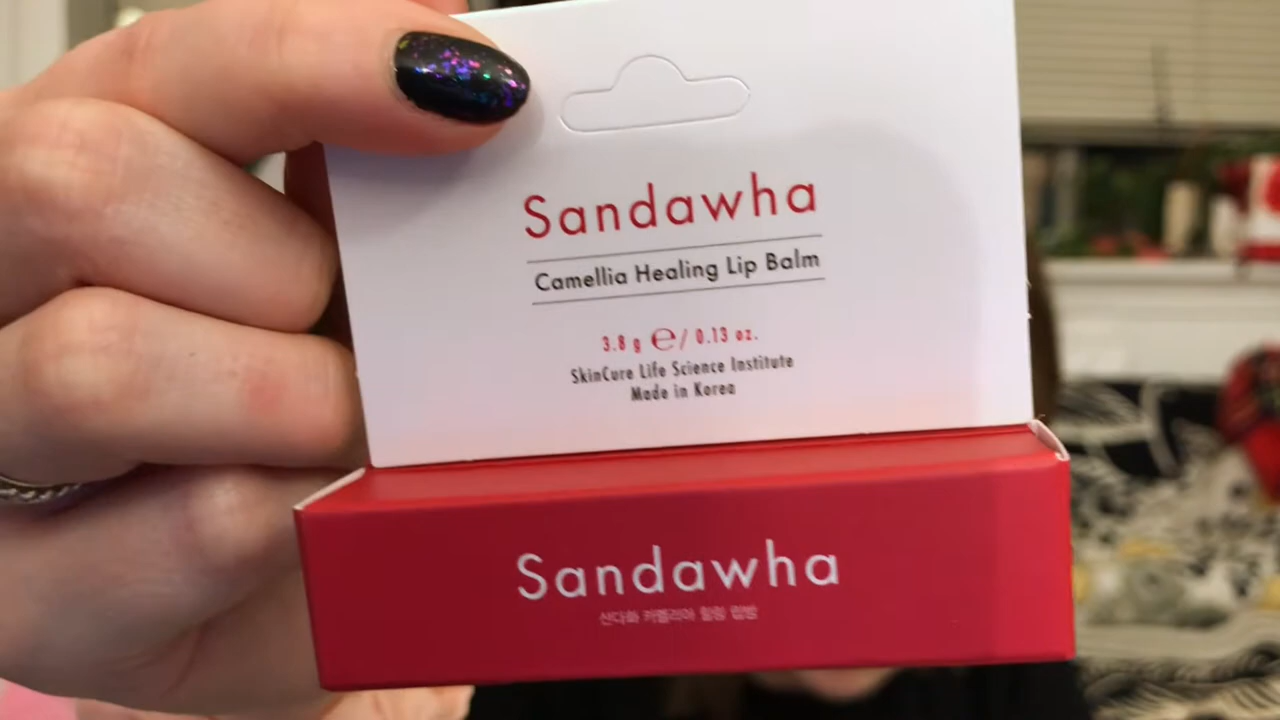 Sandawha
Camellia Healing Lip Balm
3.8 g ℮/ 0.13 oz.
SkinCure Life Science Institute
Made in Korea
Sandawha
산다화 카멜리아 힐링 립밤